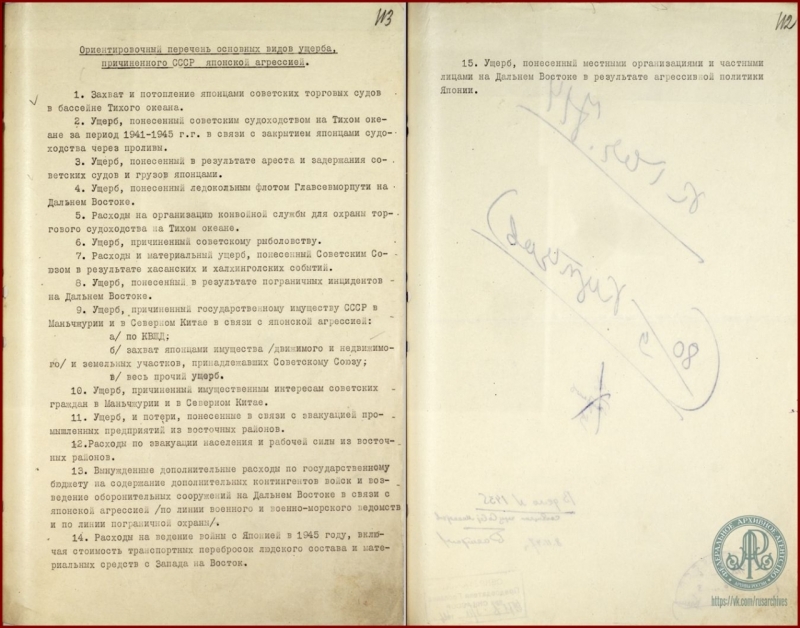 113
Ориентировочный перечень основных видов ущерба,
причиненного СССР японской агрессией.
1. Захват и потопление японцами советских торговых судов
в бассейне Тихого океана.
2. Ущерб, понесенный советским судоходством на Тихом оке-
ане за период 1941-1945 г.г. в связи с закрытием японцами судо-
ходства через проливы.
3. Ущерб, понесенный в результате ареста и задержания со-
ветских судов и грузов японцами.
4. Ущерб, понесенный ледокольным флотом Главсевморпути на
Дальнем Востоке.
5. Расходы на организацию конвойной службы для охраны тор-
гового судоходства на Тихом океане.
6. Ущерб, причиненный советскому рыболовству.
7. Расходы и материальный ущерб, понесенный Советским Со-
юзом в результате хасанских и халхинголских событий.
8. Ущерб, понесенный в результате пограничных инцидентов
на Дальнем Востоке.
9. Ущерб, причиненный государственному имуществу СССР в
Маньчжурии и в Северном Китае в связи с японской агрессией:
а/ по КВЖД;
б/ захват японцами имущества /движимого и недвижимо-
го/ и земельных участков, принадлежавших Советскому Союзу;
в/ весь прочий ущерб.
10. Ущерб, причиненный имущественным интересам советских
граждан в Маньчжурии и в Северном Китае.
11. Ущерб, и потери, понесенные в связи с эвакуацией про-
мышленных предприятий из восточных районов.
12.Расходы по эвакуации населения и рабочей силы из восточ-
ных районов.
13. Вынужденные дополнительные расходы по государственному
бюджету на содержание дополнительных контингентов войск и воз-
ведение оборонительных сооружений на Дальнем Востоке в связи с
японской агрессией /по линии военного и военно-морского ведомств
и по линии пограничной охраны/.
14. Расходы на ведение войны с Японией в 1945 году, вклю-
чая стоимость транспортных перебросок людского состава и мате-
риальных средств с Запада на Восток.
112
15. Ущерб, понесенный местными организациями и частными
лицами на Дальнем Востоке в результате агрессивной политики
Японии.
ФЕДЕРАЛЬНОЕ АРХИВНОЕ АГЕНТСТВО
https://vk.com/rusarchives